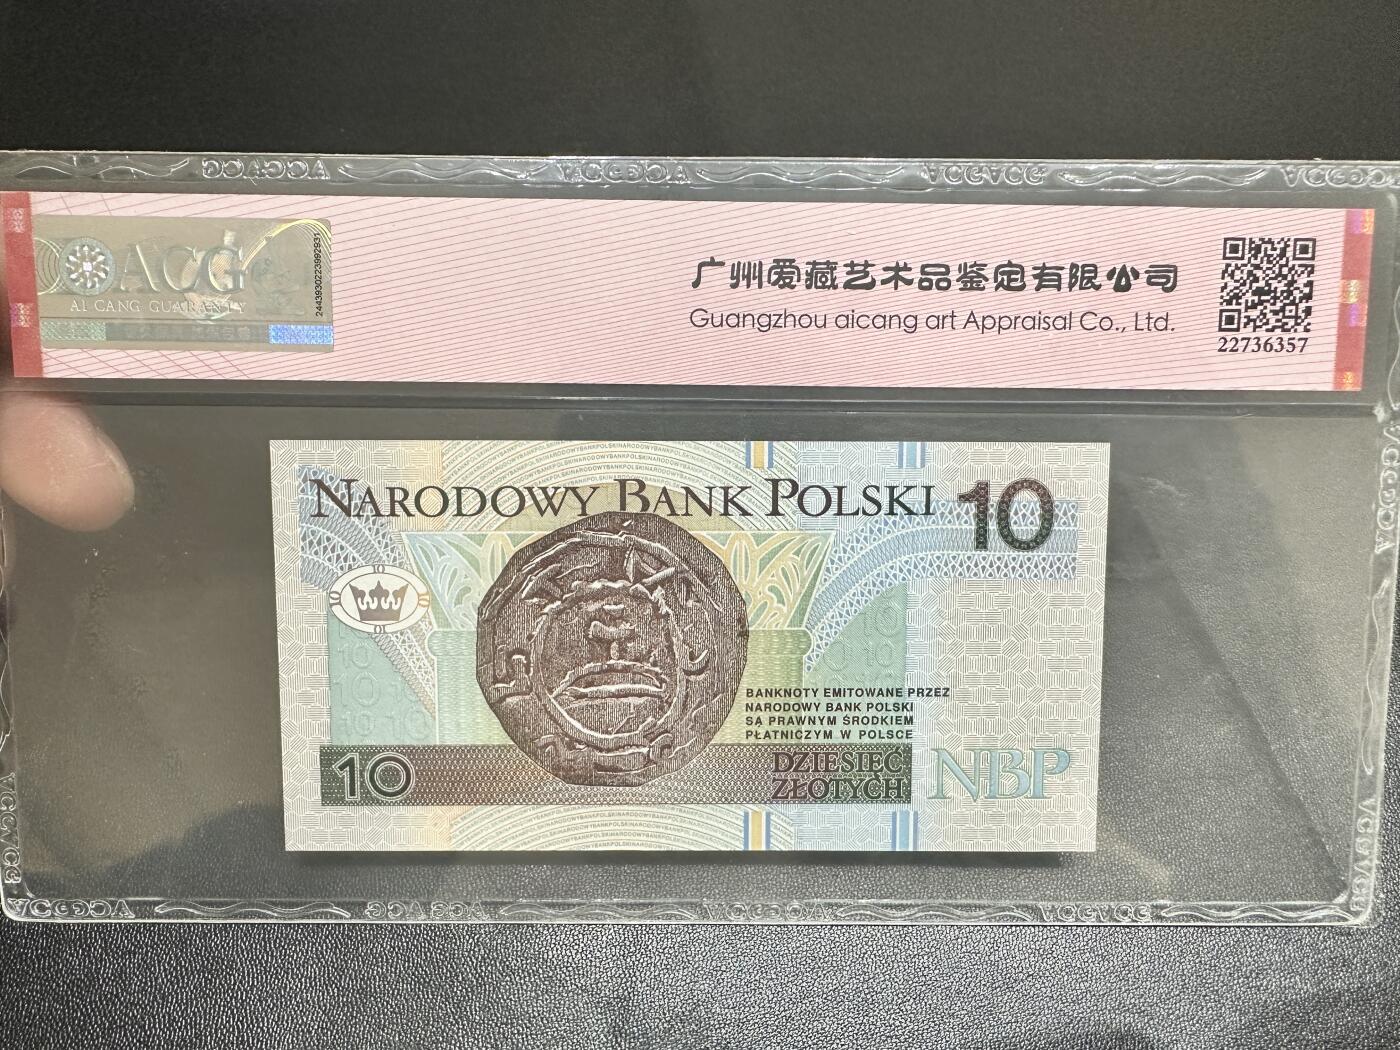 ACG
AI CANG GUARANTY
2443930223992931
广州爱藏艺术品鉴定有限公司
Guangzhou aicang art Appraisal Co., Ltd.
22736357
NARODOWY BANK POLSKI 10
10
BANKNOTY EMITOWANE PRZEZ
NARODOWY BANK POLSKI
SĄ PRAWNYM ŚRODKIEM
PŁATNICZYM W POLSCE
10
DZIESIĘĆ
ZŁOTYCH
NBP